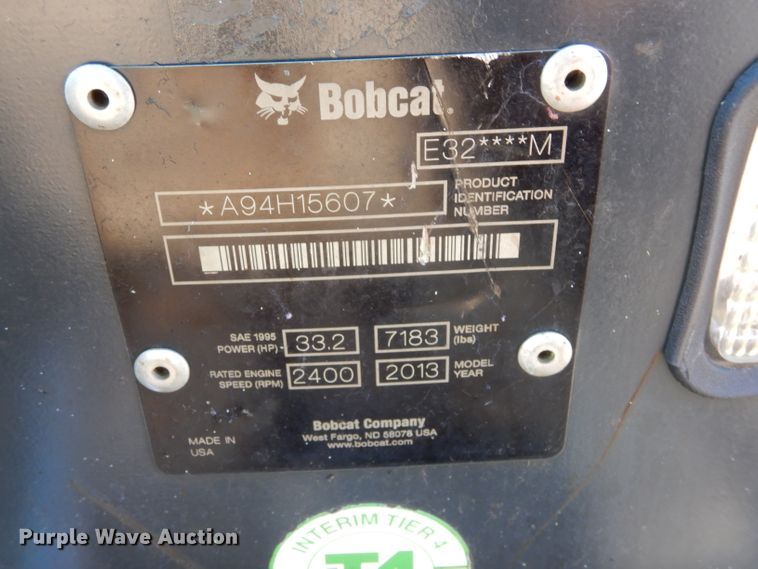 Bobcat.
E32****M
*A94H15607*
PRODUCT
IDENTIFICATION
NUMBER
SAE 1995
POWER (HP)
33.2
7183
WEIGHT
(lbs)
RATED ENGINE
SPEED (RPM)
2400
2013
MODEL
YEAR
Bobcat Company
West Fargo, ND 58078 USA
www.bobcat.com
MADE IN
USA
INTERIM TIER 4
T4
Purple Wave Auction